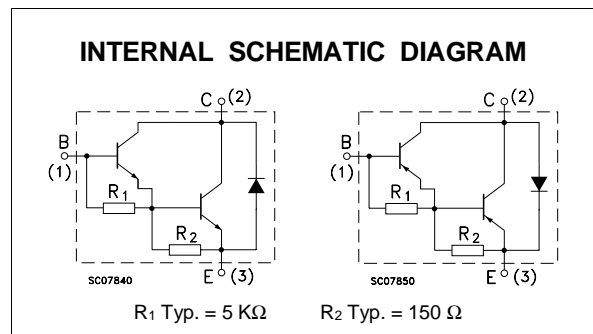 INTERNAL SCHEMATIC DIAGRAM
C (2)
B
(1)
R1
R2
E (3)
SC07840
C (2)
B
(1)
R1
R2
E (3)
SC07850
R1 Typ. = 5 KΩ R2 Typ. = 150 Ω